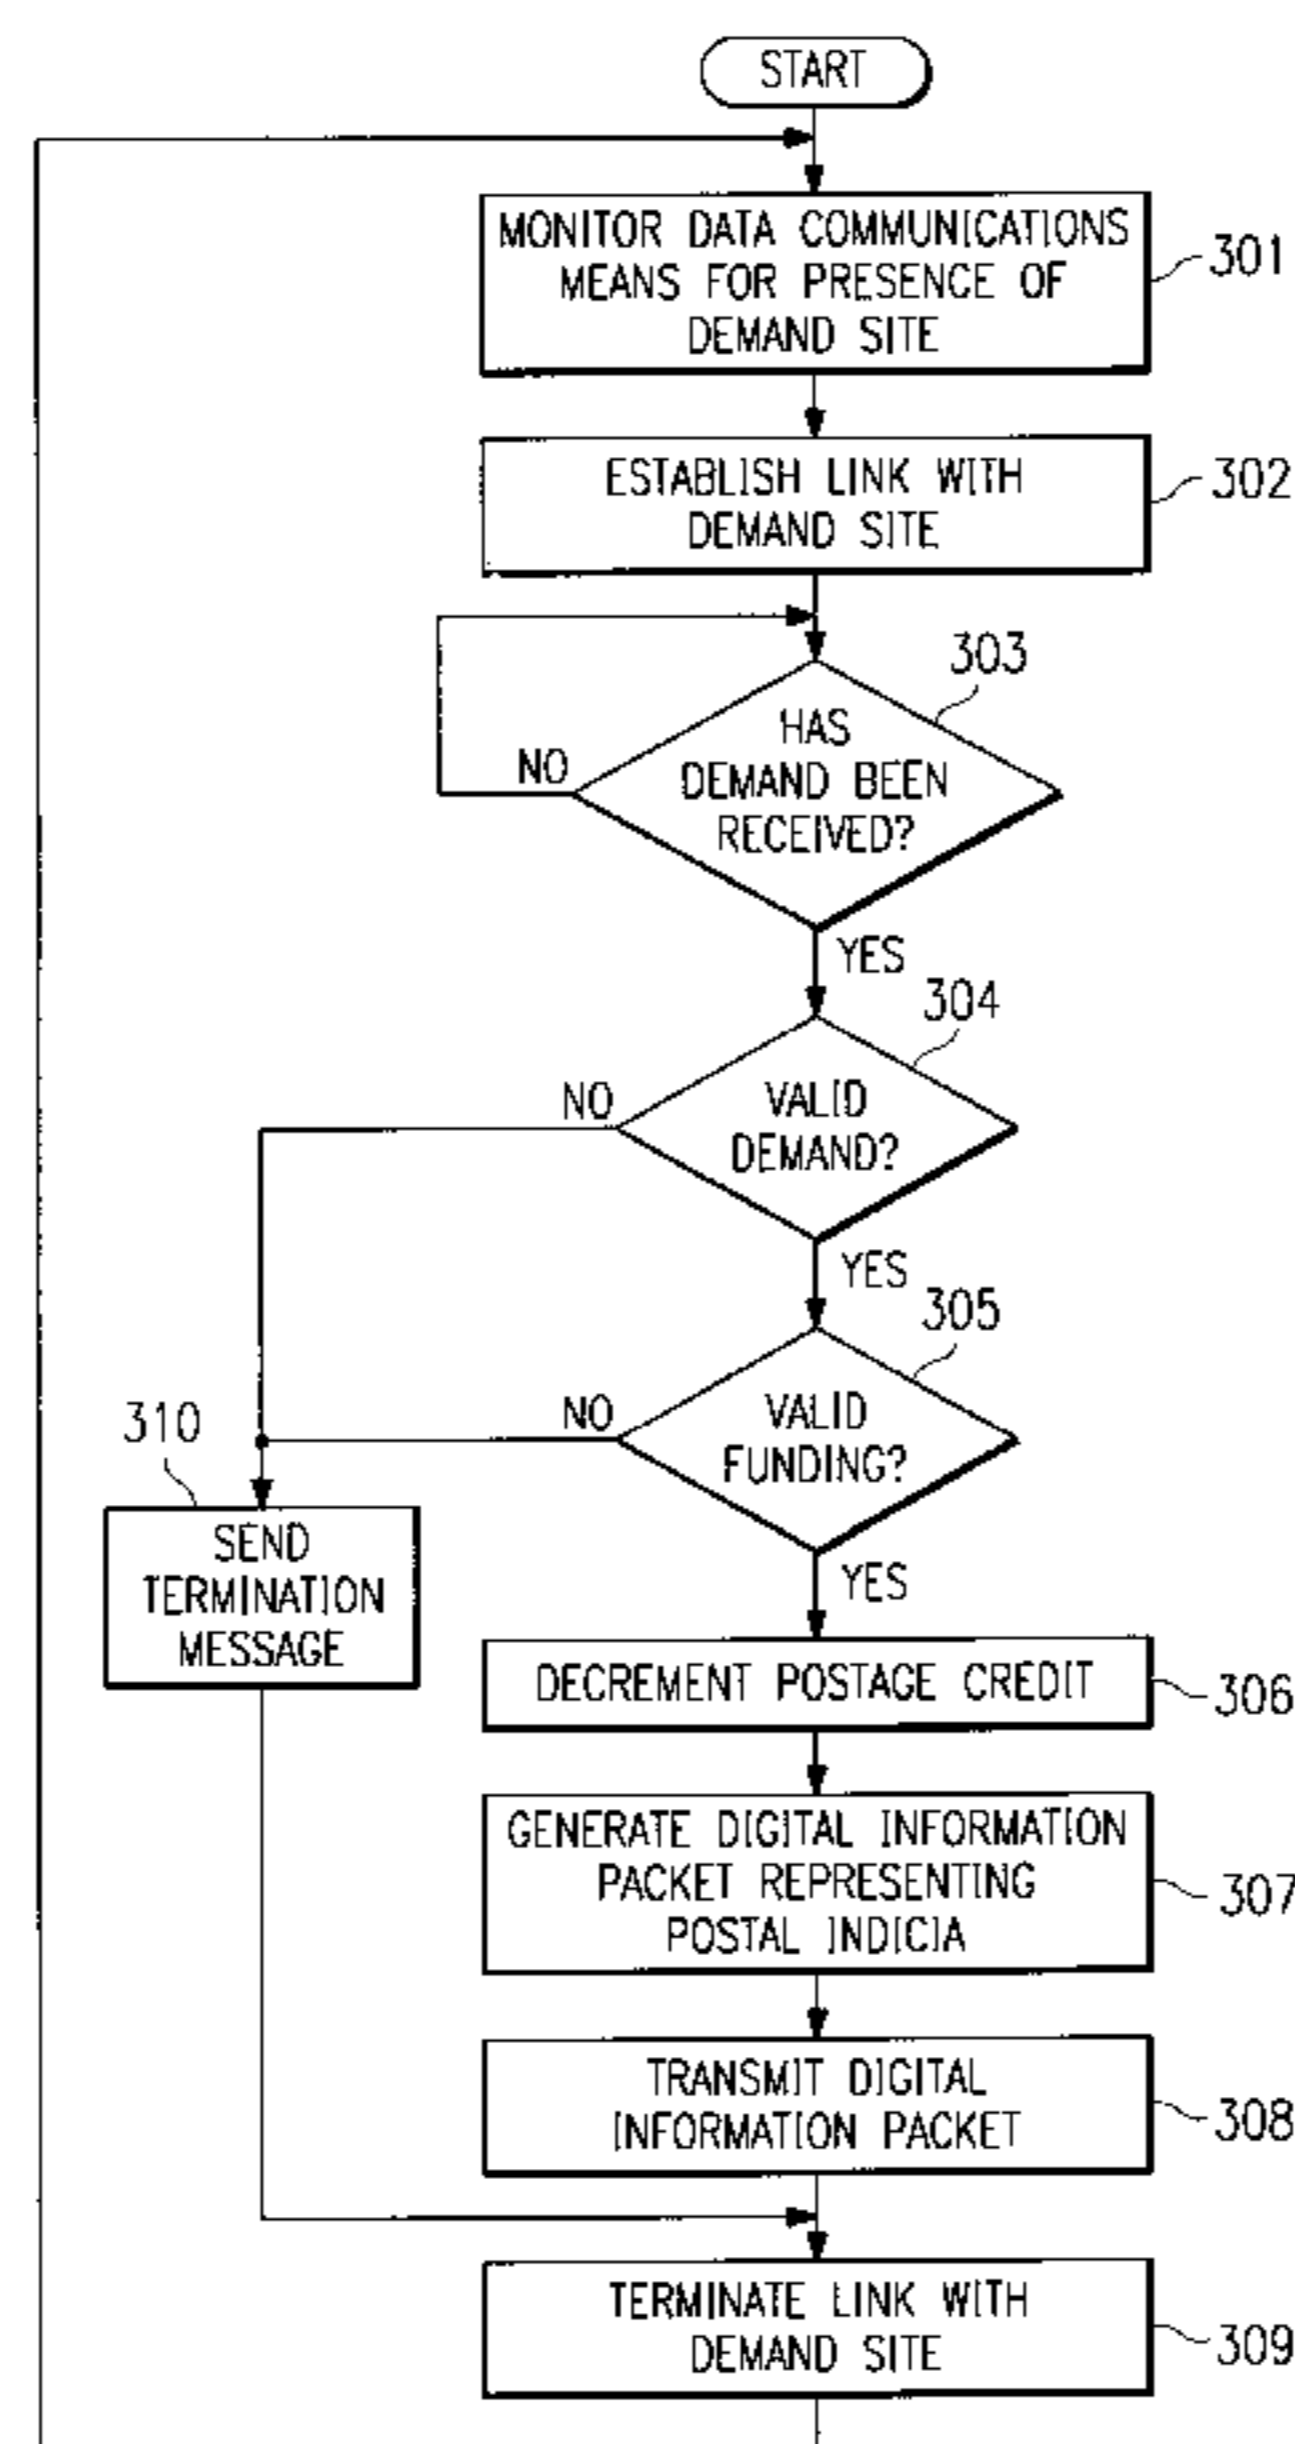 START
MONITOR DATA COMMUNICATIONS
MEANS FOR PRESENCE OF
DEMAND SITE
301
ESTABLISH LINK WITH
DEMAND SITE
302
303
HAS
DEMAND BEEN
RECEIVED?
NO
YES
304
VALID
DEMAND?
NO
YES
305
VALID
FUNDING?
NO
YES
310
SEND
TERMINATION
MESSAGE
DECREMENT POSTAGE CREDIT
306
GENERATE DIGITAL INFORMATION
PACKET REPRESENTING
POSTAL INDICIA
307
TRANSMIT DIGITAL
INFORMATION PACKET
308
TERMINATE LINK WITH
DEMAND SITE
309